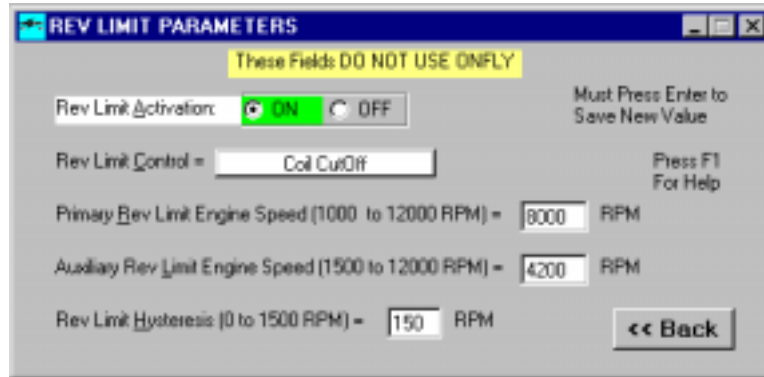 REV LIMIT PARAMETERS
These Fields DO NOT USE ONFLY
Rev Limit Activation: ON OFF
Must Press Enter to
Save New Value
Rev Limit Control = Coil CutOff
Press F1
For Help
Primary Rev Limit Engine Speed (1000 to 12000 RPM) = 8000 RPM
Auxiliary Rev Limit Engine Speed (1500 to 12000 RPM) = 4200 RPM
Rev Limit Hysteresis (0 to 1500 RPM) = 150 RPM
<< Back